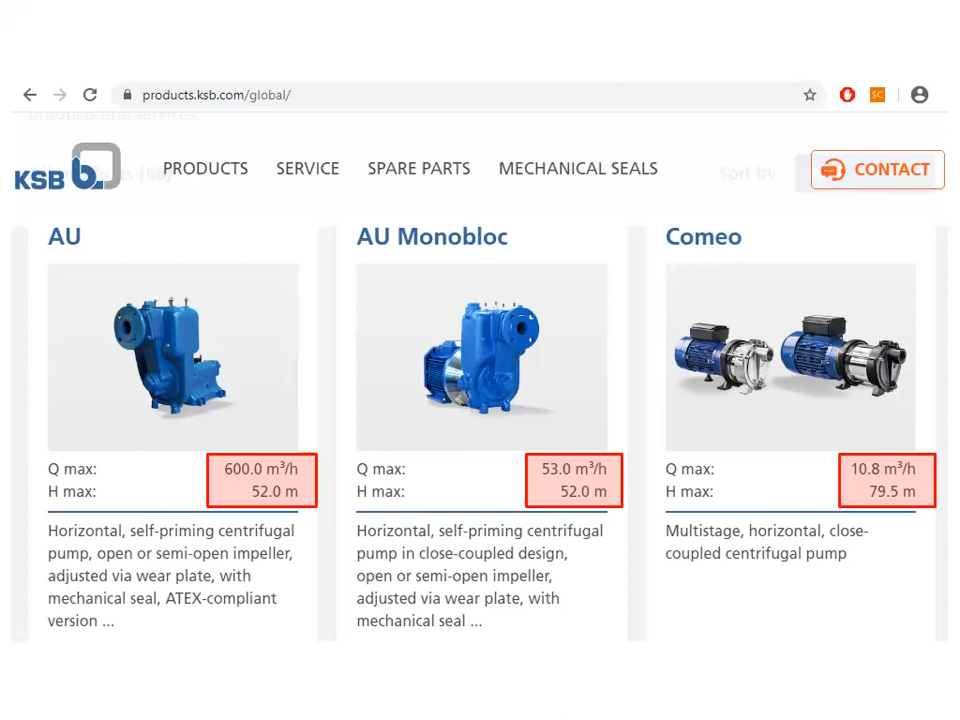 products.ksb.com/global/
products and services.
KSB b.
PRODUCTS SERVICE SPARE PARTS MECHANICAL SEALS
Sort by
CONTACT
AU
AU Monobloc
Comeo
Q max: 600.0 m³/h
H max: 52.0 m
Q max: 53.0 m³/h
H max: 52.0 m
Q max: 10.8 m³/h
H max: 79.5 m
Horizontal, self-priming centrifugal
pump, open or semi-open impeller,
adjusted via wear plate, with
mechanical seal, ATEX-compliant
version ...
Horizontal, self-priming centrifugal
pump in close-coupled design,
open or semi-open impeller,
adjusted via wear plate, with
mechanical seal ...
Multistage, horizontal, close-
coupled centrifugal pump